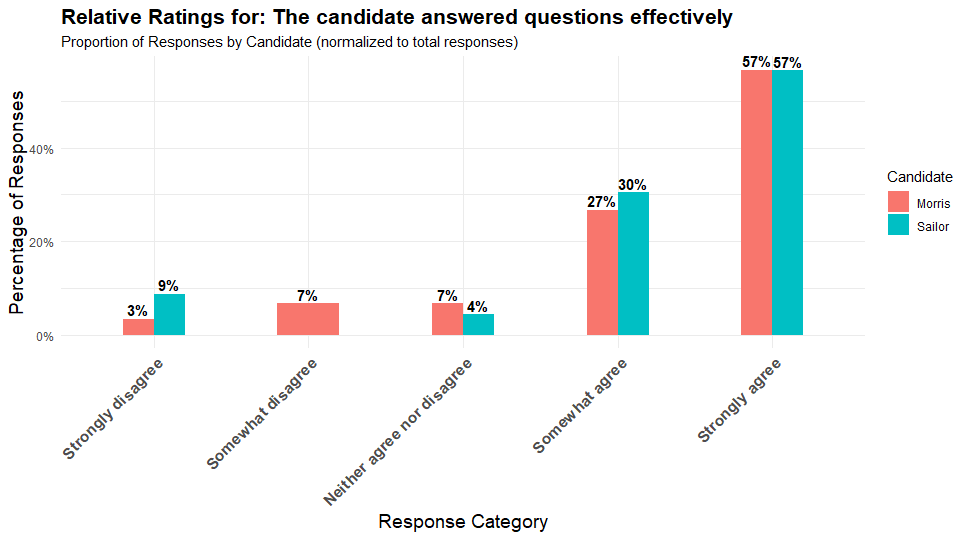 Relative Ratings for: The candidate answered questions effectively
Proportion of Responses by Candidate (normalized to total responses)
Percentage of Responses
40%
20%
0%
3%
9%
7%
7%
4%
27%
30%
57%
57%
Strongly disagree
Somewhat disagree
Neither agree nor disagree
Somewhat agree
Strongly agree
Response Category
Candidate
Morris
Sailor